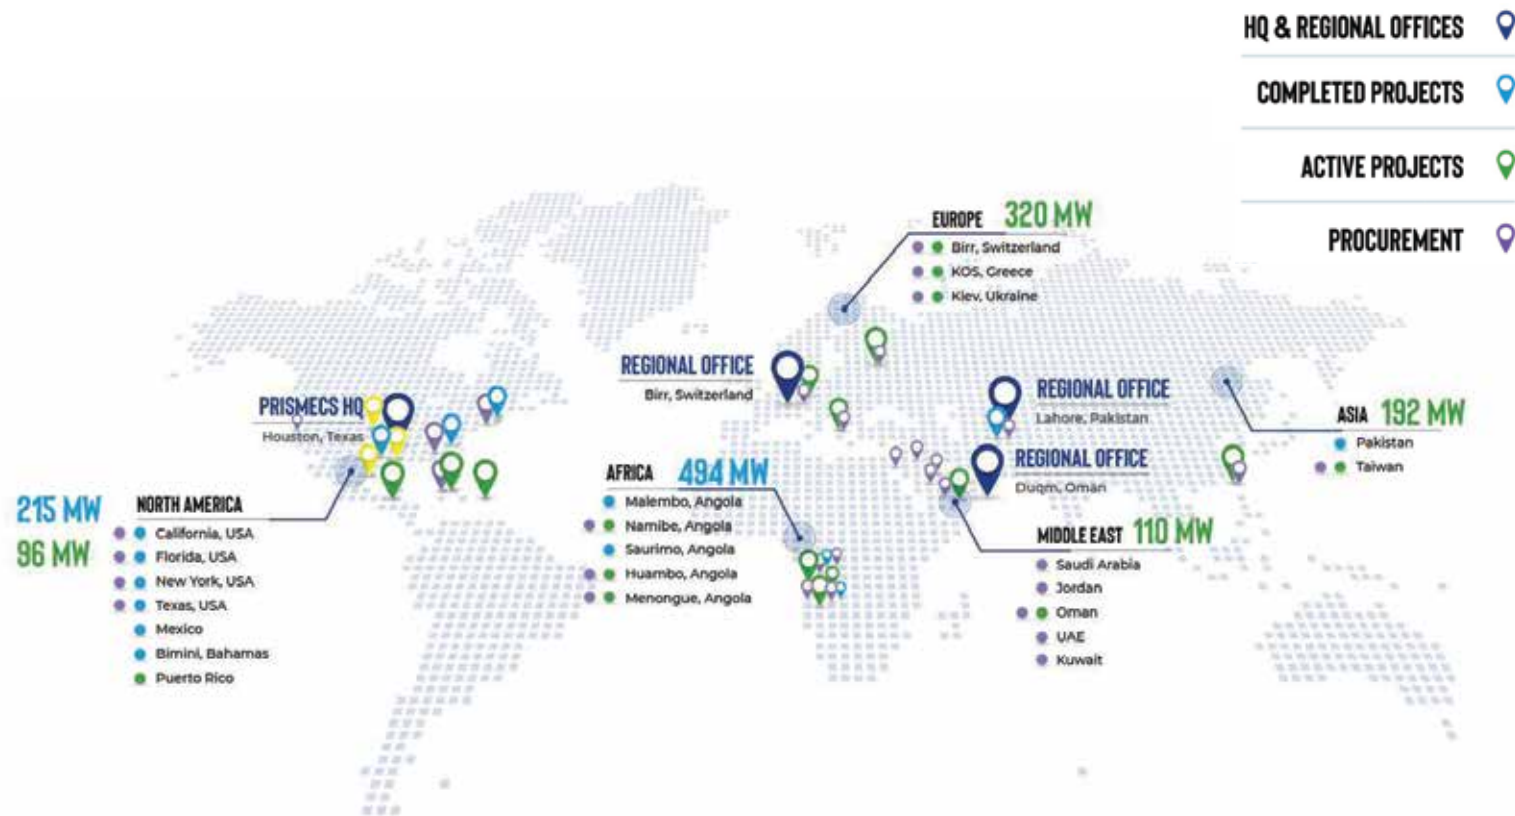 HQ & REGIONAL OFFICES
COMPLETED PROJECTS
ACTIVE PROJECTS
PROCUREMENT
EUROPE 320 MW
Birr, Switzerland
KOS, Greece
Kiev, Ukraine
REGIONAL OFFICE
Birr, Switzerland
REGIONAL OFFICE
Lahore, Pakistan
PRISMECS HQ
Houston, Texas
ASIA 192 MW
Pakistan
Taiwan
REGIONAL OFFICE
Duqm, Oman
AFRICA 494 MW
Malembo, Angola
Namibe, Angola
Saurimo, Angola
Huambo, Angola
Menongue, Angola
215 MW
96 MW
NORTH AMERICA
California, USA
Florida, USA
New York, USA
Texas, USA
Mexico
Bimini, Bahamas
Puerto Rico
MIDDLE EAST 110 MW
Saudi Arabia
Jordan
Oman
UAE
Kuwait